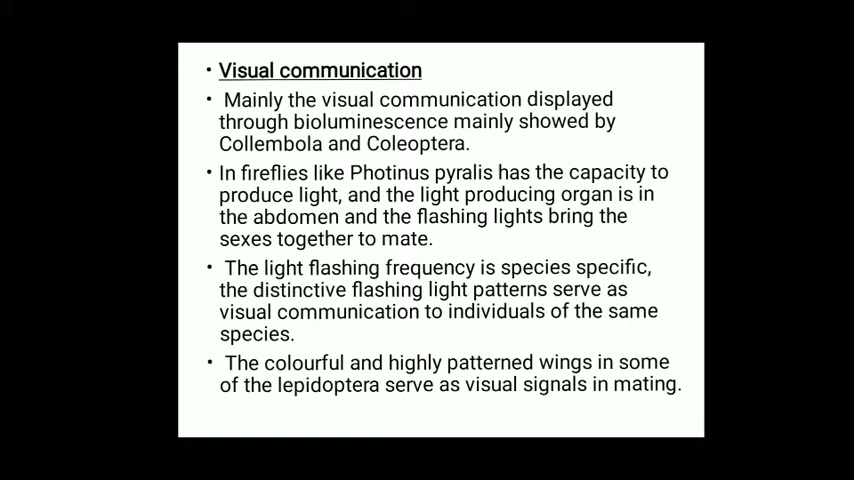 • Visual communication
• Mainly the visual communication displayed
through bioluminescence mainly showed by
Collembola and Coleoptera.
• In fireflies like Photinus pyralis has the capacity to
produce light, and the light producing organ is in
the abdomen and the flashing lights bring the
sexes together to mate.
• The light flashing frequency is species specific,
the distinctive flashing light patterns serve as
visual communication to individuals of the same
species.
• The colourful and highly patterned wings in some
of the lepidoptera serve as visual signals in mating.